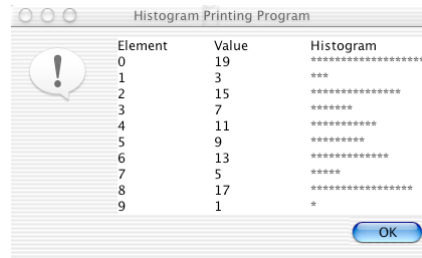 Histogram Printing Program
Element Value Histogram
0 19 *******************
1 3 ***
2 15 ***************
3 7 *******
4 11 ***********
5 9 *********
6 13 *************
7 5 *****
8 17 *****************
9 1 *
OK